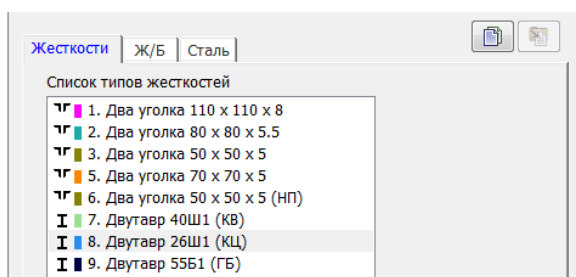 Жесткости Ж/Б Сталь
Список типов жесткостей
1. Два уголка 110 x 110 x 8
2. Два уголка 80 x 80 x 5.5
3. Два уголка 50 x 50 x 5
5. Два уголка 70 x 70 x 5
6. Два уголка 50 x 50 x 5 (НП)
7. Двутавр 40Ш1 (КВ)
8. Двутавр 26Ш1 (КЦ)
9. Двутавр 55Б1 (ГБ)